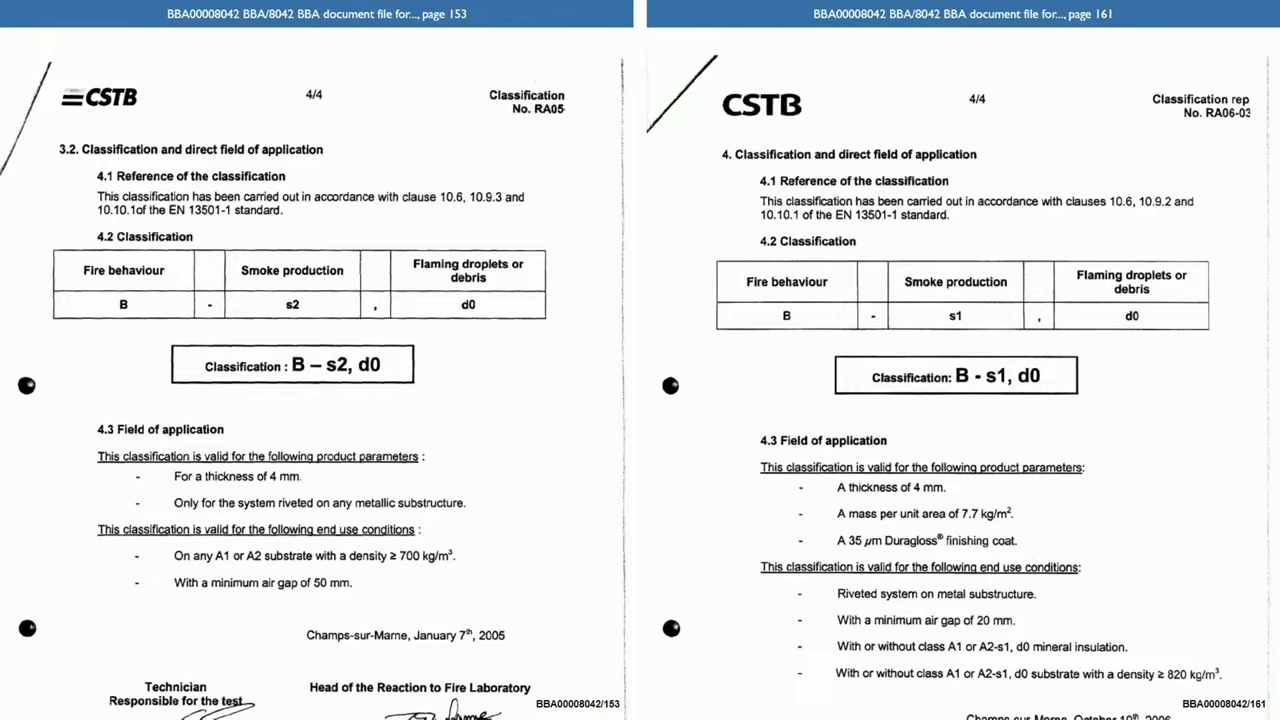 BBA00008042 BBA/8042 BBA document file for..., page 153
CSTB
4/4
Classification
No. RA05
3.2. Classification and direct field of application
4.1 Reference of the classification
This classification has been carried out in accordance with clause 10.6, 10.9.3 and
10.10.1of the EN 13501-1 standard.
4.2 Classification
Fire behaviour Smoke production Flaming droplets or
debris
B - s2 , d0
Classification : B – s2, d0
4.3 Field of application
This classification is valid for the following product parameters :
- For a thickness of 4 mm.
- Only for the system riveted on any metallic substructure.
This classification is valid for the following end use conditions :
- On any A1 or A2 substrate with a density ≥ 700 kg/m³.
- With a minimum air gap of 50 mm.
Champs-sur-Marne, January 7th, 2005
Technician
Responsible for the test
Head of the Reaction to Fire Laboratory
BBA00008042/153
BBA00008042 BBA/8042 BBA document file for..., page 161
CSTB
4/4
Classification rep
No. RA06-03
4. Classification and direct field of application
4.1 Reference of the classification
This classification has been carried out in accordance with clauses 10.6, 10.9.2 and
10.10.1 of the EN 13501-1 standard.
4.2 Classification
Fire behaviour Smoke production Flaming droplets or
debris
B - s1 , d0
Classification: B - s1, d0
4.3 Field of application
This classification is valid for the following product parameters:
- A thickness of 4 mm.
- A mass per unit area of 7.7 kg/m².
- A 35 µm Duragloss® finishing coat.
This classification is valid for the following end use conditions:
- Riveted system on metal substructure.
- With a minimum air gap of 20 mm.
- With or without class A1 or A2-s1, d0 mineral insulation.
- With or without class A1 or A2-s1, d0 substrate with a density ≥ 820 kg/m³.
Champs-sur-Marne, October 10th, 2006
BBA00008042/161